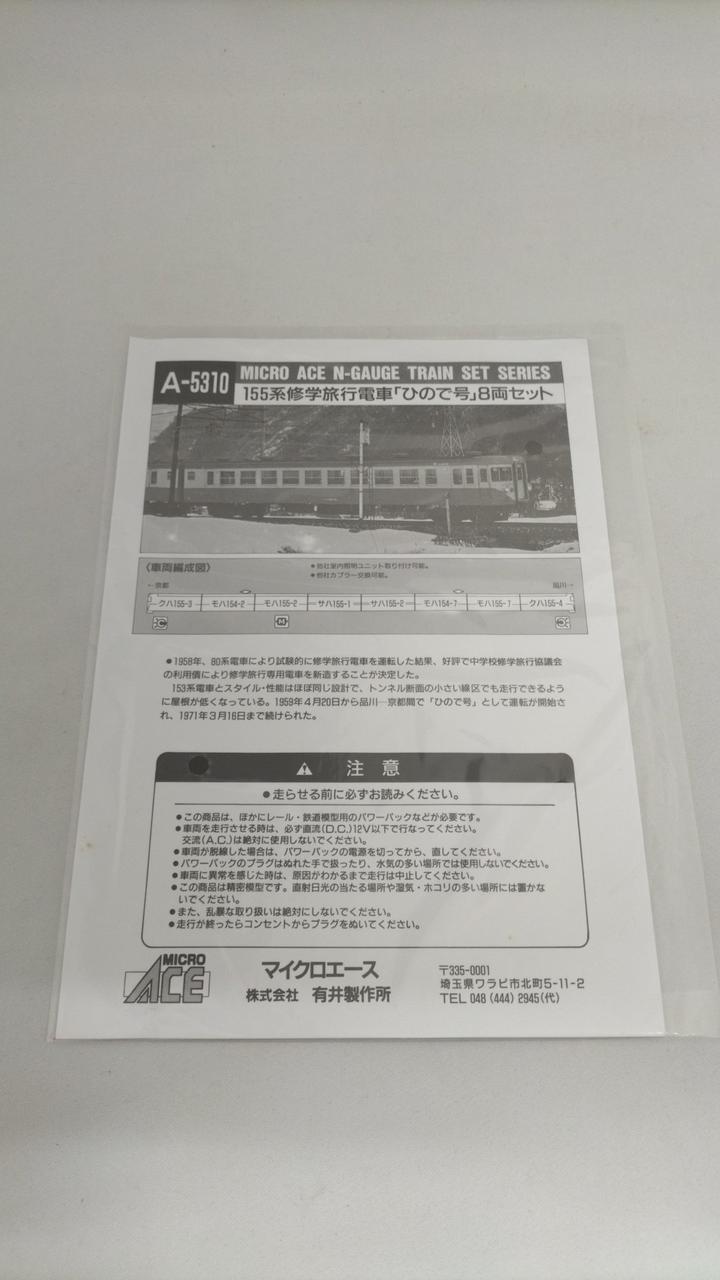 A-5310
MICRO ACE N-GAUGE TRAIN SET SERIES
155系修学旅行電車「ひので号」8両セット
〈車両編成図〉
●他社室内照明ユニット取り付け可能。
●他社カプラー交換可能。
←京都
品川→
クハ155-3 モハ154-2 モハ155-2 サハ155-1 サハ155-2 モハ154-7 モハ155-7 クハ155-4
M
●1958年、80系電車により試験的に修学旅行電車を運転した結果、好評で中学校修学旅行協議会
の利用債により修学旅行専用電車を新造することが決定した。
153系電車とスタイル・性能はほぼ同じ設計で、トンネル断面の小さい線区でも走行できるよう
に屋根が低くなっている。1959年4月20日から品川―京都間で「ひので号」として運転が開始さ
れ、1971年3月16日まで続けられた。
注意
●走らせる前に必ずお読みください。
●この商品は、ほかにレール・鉄道模型用のパワーパックなどが必要です。
●車両を走行させる時は、必ず直流(D.C.)12V以下で行なってください。
交流(A.C.)は絶対に使用しないでください。
●車両が脱線した場合は、パワーパックの電源を切ってから、直してください。
●パワーパックのプラグはぬれた手で扱ったり、水気の多い場所では使用しないでください。
●車両に異常を感じた時は、原因がわかるまで走行は中止してください。
●この商品は精密模型です。直射日光の当たる場所や湿気・ホコリの多い場所には置かな
いでください。
●また、乱暴な取り扱いは絶対にしないでください。
●走行が終ったらコンセントからプラグをぬいてください。
MICRO
ACE
マイクロエース
株式会社 有井製作所
〒335-0001
埼玉県ワラビ市北町5-11-2
TEL 048 (444) 2945(代)